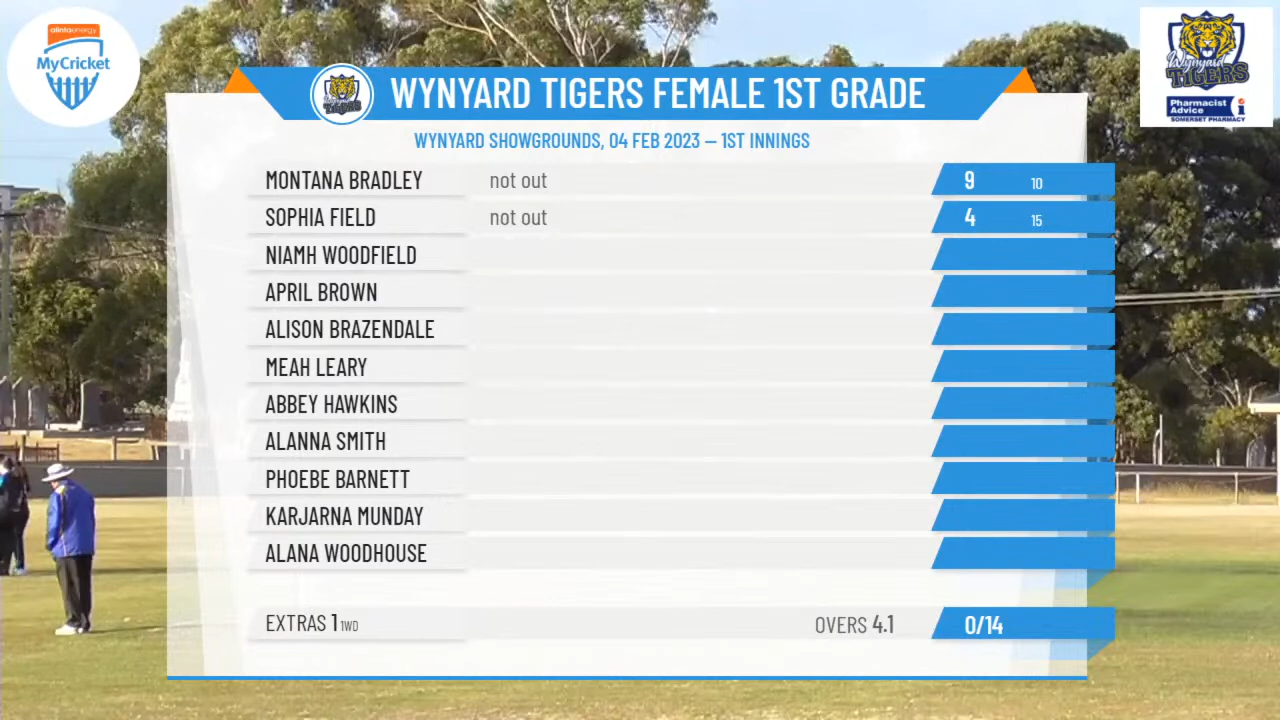 alintaenergy
MyCricket
Wynyard
TIGERS
Pharmacist
Advice
SOMERSET PHARMACY
WYNYARD TIGERS FEMALE 1ST GRADE
WYNYARD SHOWGROUNDS, 04 FEB 2023 – 1ST INNINGS
MONTANA BRADLEY not out 9 10
SOPHIA FIELD not out 4 15
NIAMH WOODFIELD
APRIL BROWN
ALISON BRAZENDALE
MEAH LEARY
ABBEY HAWKINS
ALANNA SMITH
PHOEBE BARNETT
KARJARNA MUNDAY
ALANA WOODHOUSE
EXTRAS 1 1WD OVERS 4.1 0/14